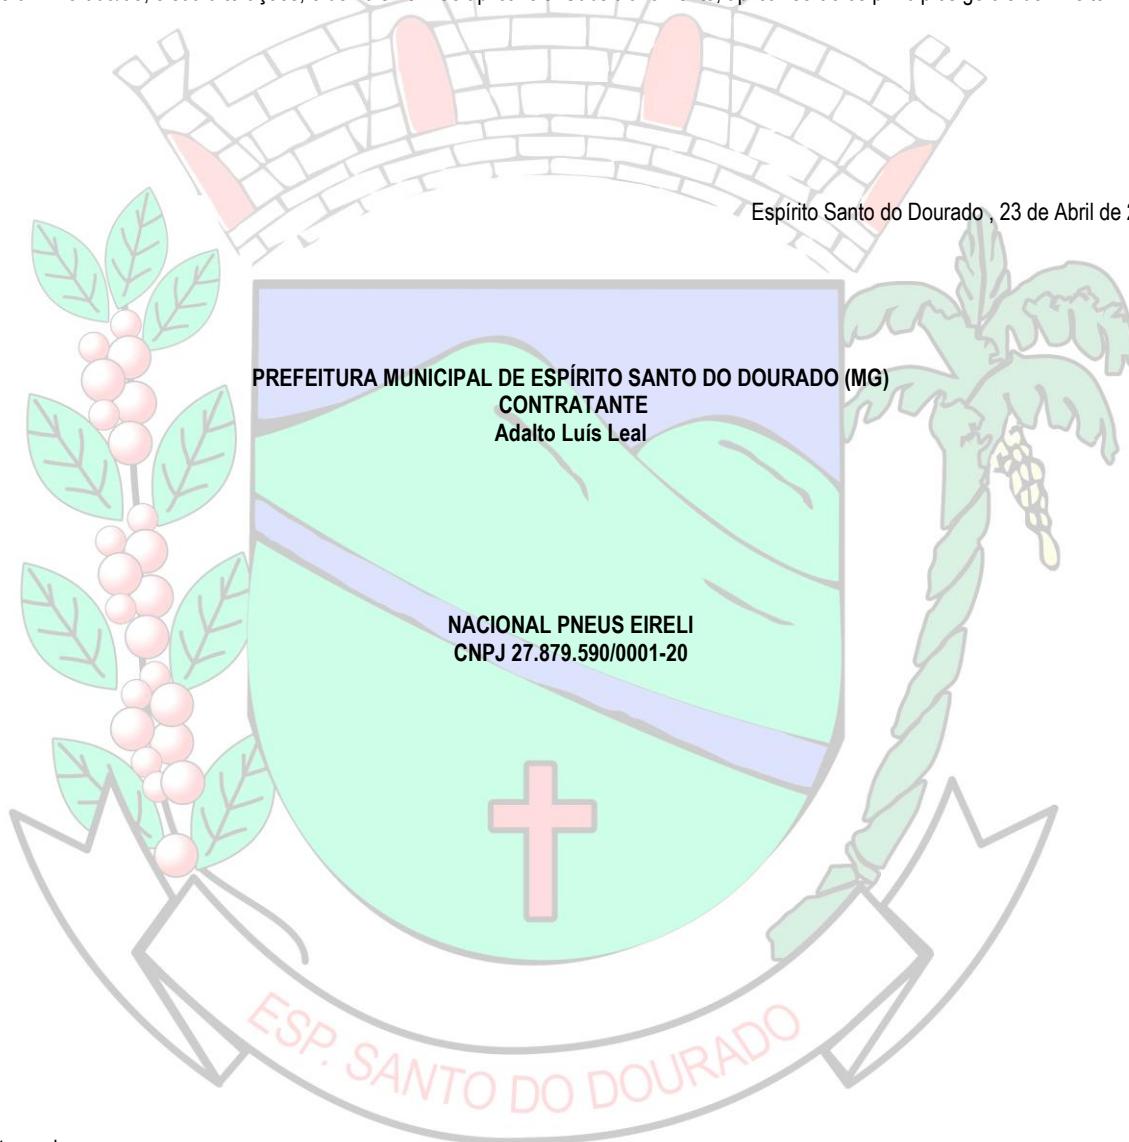 Espírito Santo do Dourado , 23 de Abril de
PREFEITURA MUNICIPAL DE ESPÍRITO SANTO DO DOURADO (MG)
CONTRATANTE
Adalto Luís Leal
NACIONAL PNEUS EIRELI
CNPJ 27.879.590/0001-20
ESP. SANTO DO DOURADO